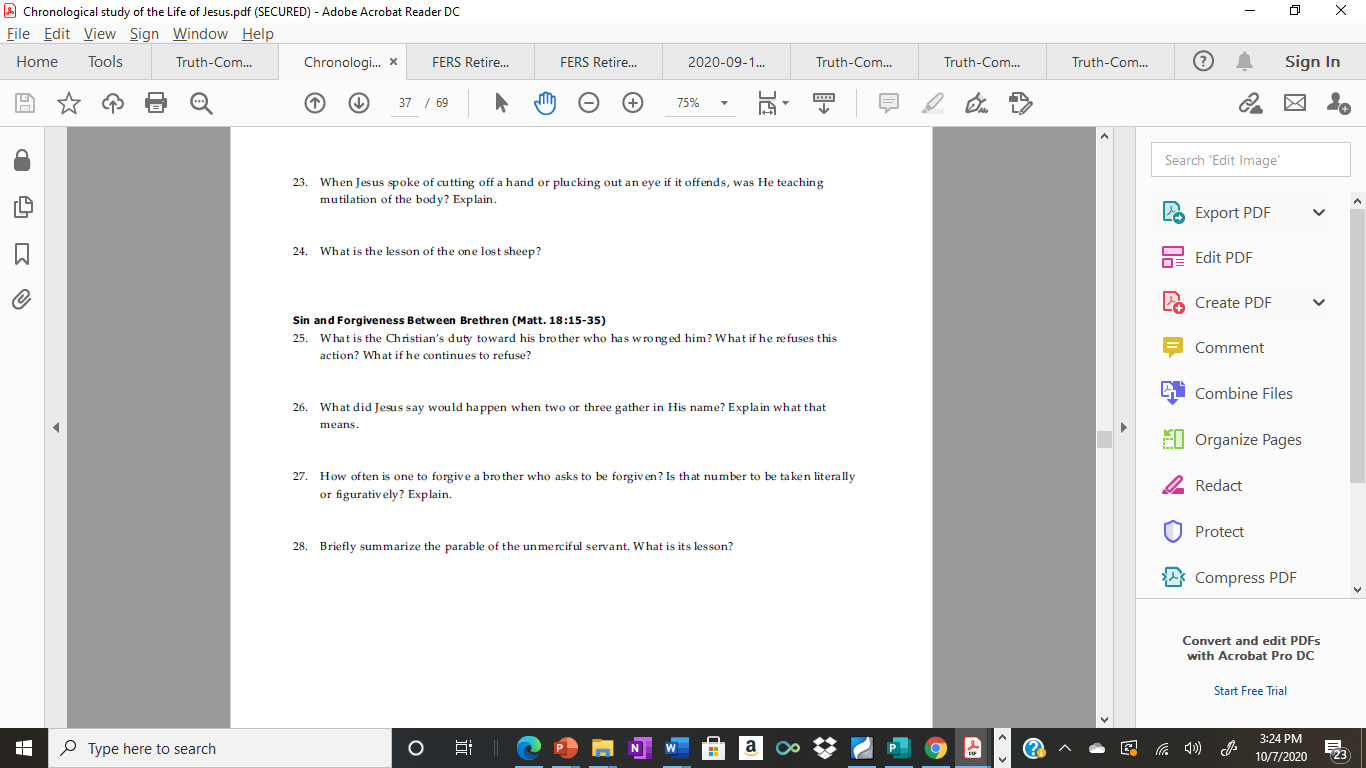 Chronological study of the Life of Jesus.pdf (SECURED) - Adobe Acrobat Reader DC
File Edit View Sign Window Help
Home Tools Truth-Com... Chronologi... × FERS Retire... FERS Retire... 2020-09-1... Truth-Com... Truth-Com... Truth-Com... Sign In
37 / 69 75%
Search 'Edit Image'
Export PDF
Edit PDF
Create PDF
Comment
Combine Files
Organize Pages
Redact
Protect
Compress PDF
Convert and edit PDFs
with Acrobat Pro DC
Start Free Trial
23. When Jesus spoke of cutting off a hand or plucking out an eye if it offends, was He teaching
mutilation of the body? Explain.
24. What is the lesson of the one lost sheep?
Sin and Forgiveness Between Brethren (Matt. 18:15-35)
25. What is the Christian's duty toward his brother who has wronged him? What if he refuses this
action? What if he continues to refuse?
26. What did Jesus say would happen when two or three gather in His name? Explain what that
means.
27. How often is one to forgive a brother who asks to be forgiven? Is that number to be taken literally
or figuratively? Explain.
28. Briefly summarize the parable of the unmerciful servant. What is its lesson?
Type here to search
3:24 PM
10/7/2020
23